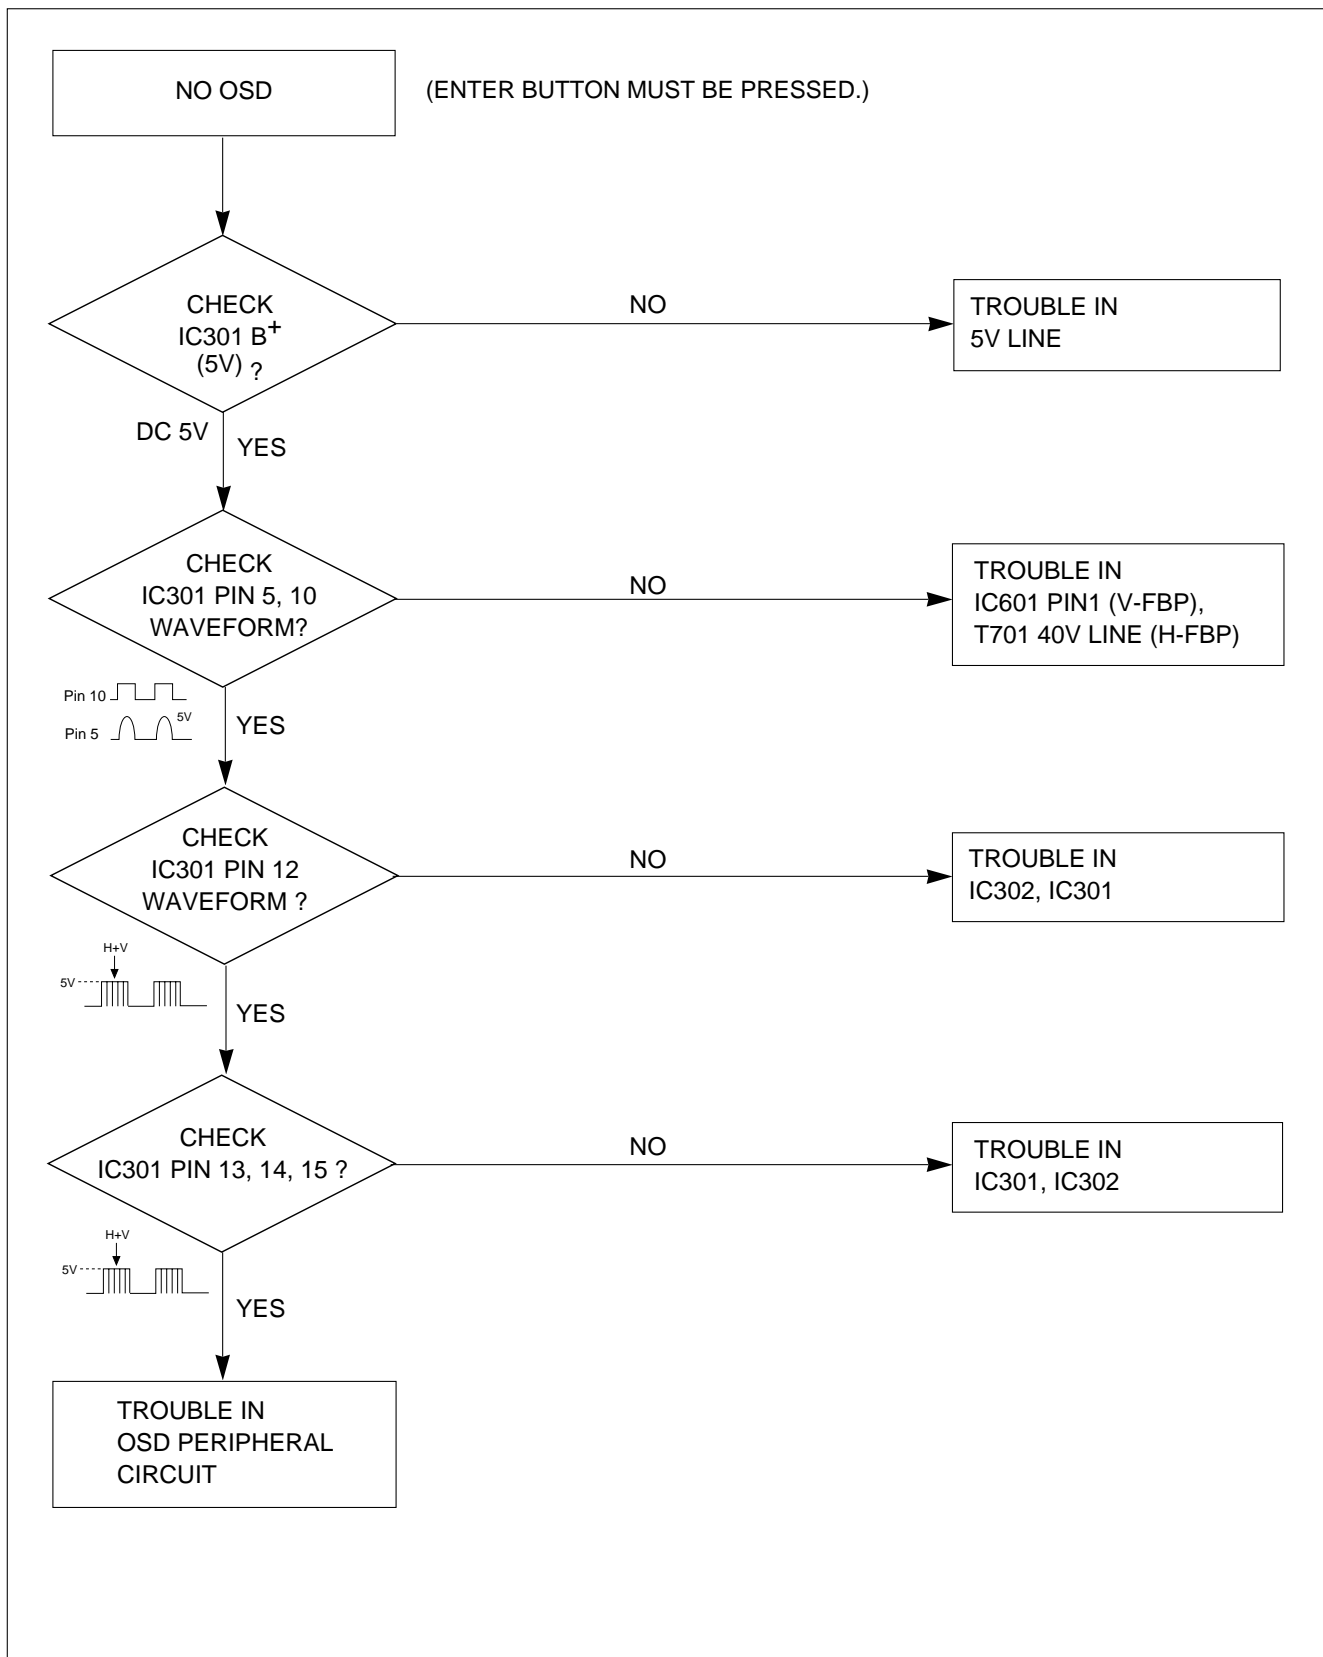 NO OSD
(ENTER BUTTON MUST BE PRESSED.)
CHECK
IC301 B+
(5V) ?
NO
TROUBLE IN
5V LINE
DC 5V
YES
CHECK
IC301 PIN 5, 10
WAVEFORM?
NO
TROUBLE IN
IC601 PIN1 (V-FBP),
T701 40V LINE (H-FBP)
Pin 10
5V
Pin 5
YES
CHECK
IC301 PIN 12
WAVEFORM ?
NO
TROUBLE IN
IC302, IC301
H+V
5V
YES
CHECK
IC301 PIN 13, 14, 15 ?
NO
TROUBLE IN
IC301, IC302
H+V
5V
YES
TROUBLE IN
OSD PERIPHERAL
CIRCUIT